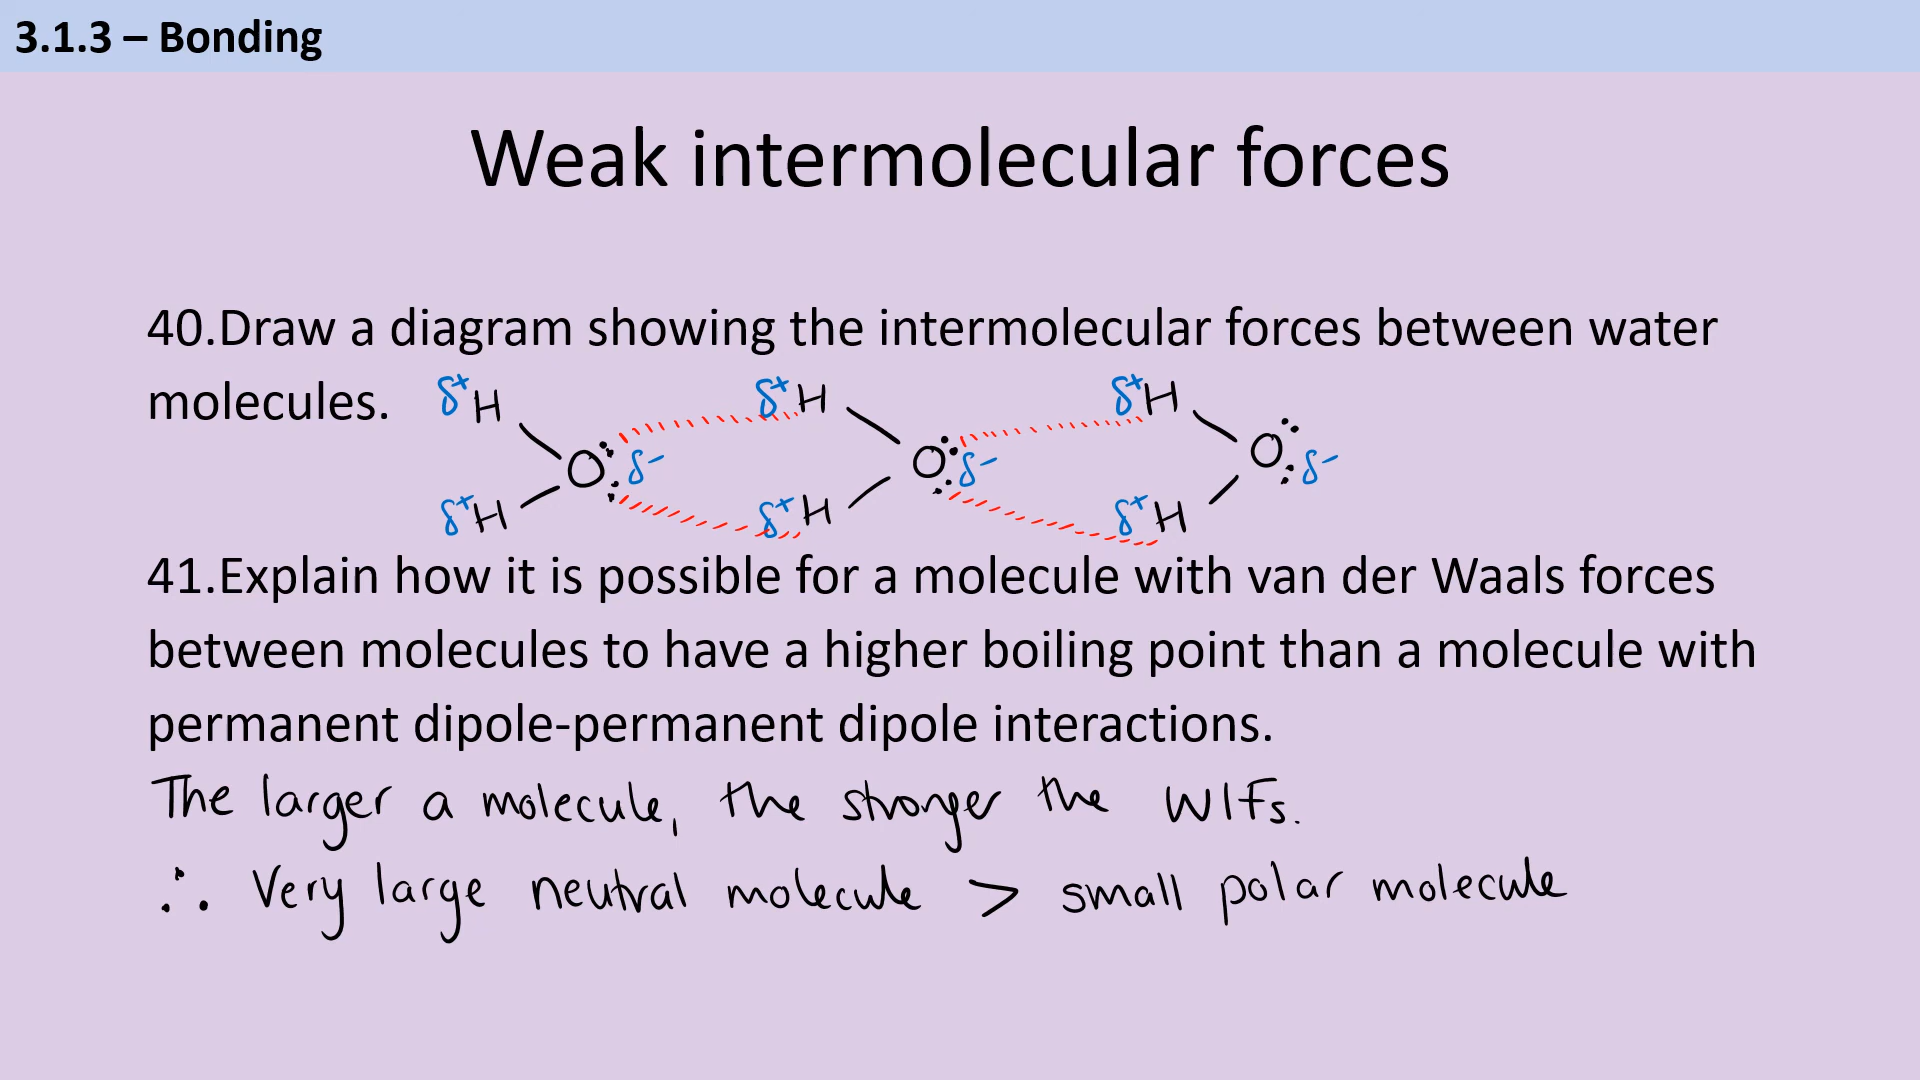 3.1.3 – Bonding
Weak intermolecular forces
40.Draw a diagram showing the intermolecular forces between water
molecules.
δ+ H δ+ H δ+ H
O δ- O δ- O δ-
δ+ H δ+ H δ+ H
41.Explain how it is possible for a molecule with van der Waals forces
between molecules to have a higher boiling point than a molecule with
permanent dipole-permanent dipole interactions.
The larger a molecule, the stronger the WIFs.
∴ Very large neutral molecule > small polar molecule